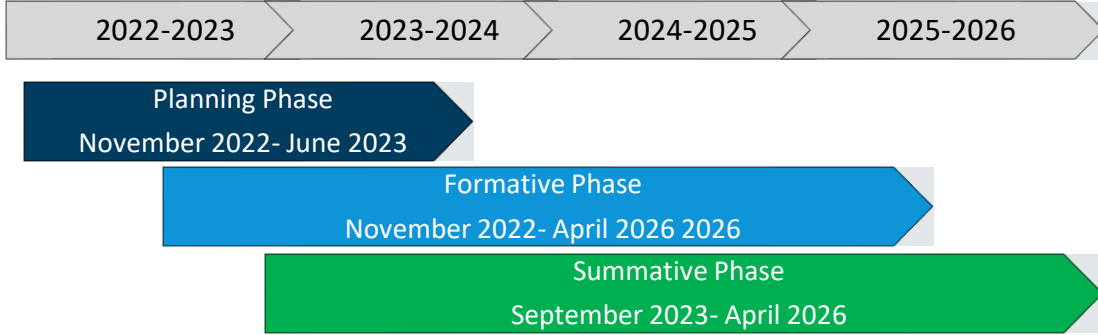 2022-2023 2023-2024 2024-2025 2025-2026
Planning Phase
November 2022- June 2023
Formative Phase
November 2022- April 2026 2026
Summative Phase
September 2023- April 2026